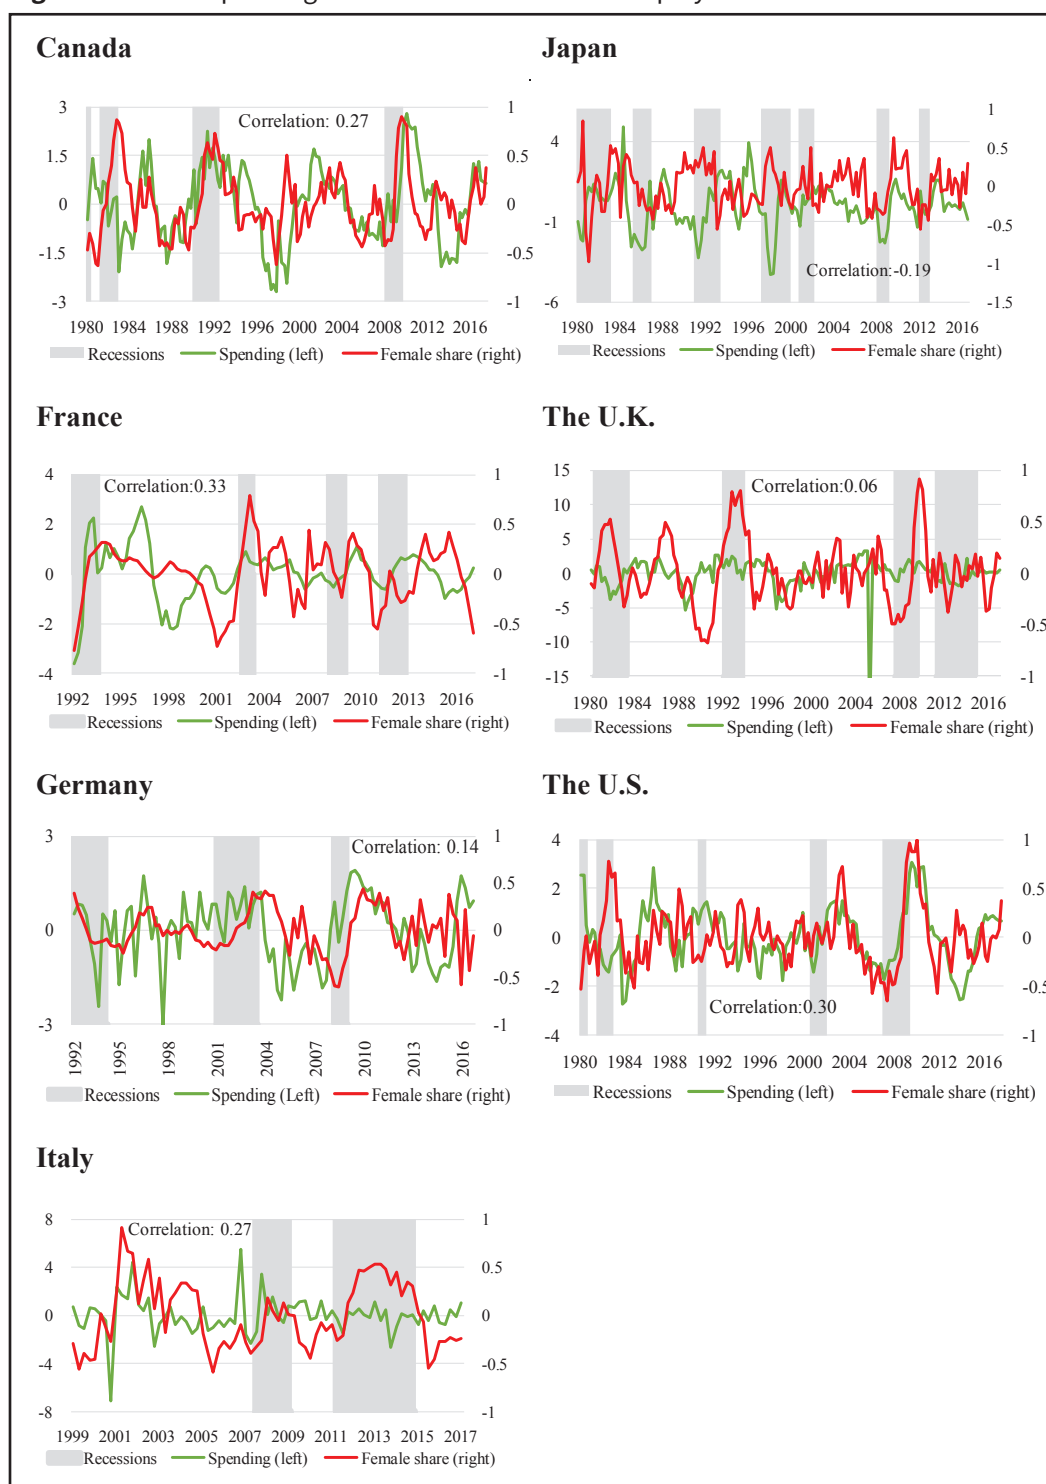 Canada
3
1
Correlation: 0.27
1.5
0.5
0
0
-1.5
-0.5
-3
-1
1980 1984 1988 1992 1996 2000 2004 2008 2012 2016
Recessions Spending (left) Female share (right)
Japan
4
1
0.5
0
-1
-0.5
-1
Correlation:-0.19
-6
-1.5
1980 1984 1988 1992 1996 2000 2004 2008 2012 2016
Recessions Spending (left) Female share (right)
France
4
1
Correlation:0.33
2
0.5
0
0
-2
-0.5
-4
-1
1992 1995 1998 2001 2004 2007 2010 2013 2016
Recessions Spending (left) Female share (right)
The U.K.
15
1
Correlation:0.06
10
0.5
5
0
0
-5
-0.5
-10
-15
-1
1980 1984 1988 1992 1996 2000 2004 2008 2012 2016
Recessions Spending (left) Female share (right)
Germany
3
1
Correlation: 0.14
0.5
0
0
-0.5
-3
-1
1992 1995 1998 2001 2004 2007 2010 2013 2016
Recessions Spending (Left) Female share (right)
The U.S.
4
1
2
0.5
0
0
-2
-0.5
Correlation:0.30
-4
-1
1980 1984 1988 1992 1996 2000 2004 2008 2012 2016
Recessions Spending (left) Female share (right)
Italy
8
1
Correlation: 0.27
4
0.5
0
0
-4
-0.5
-8
-1
1999 2001 2003 2005 2007 2009 2011 2013 2015 2017
Recessions Spending (left) Female share (right)